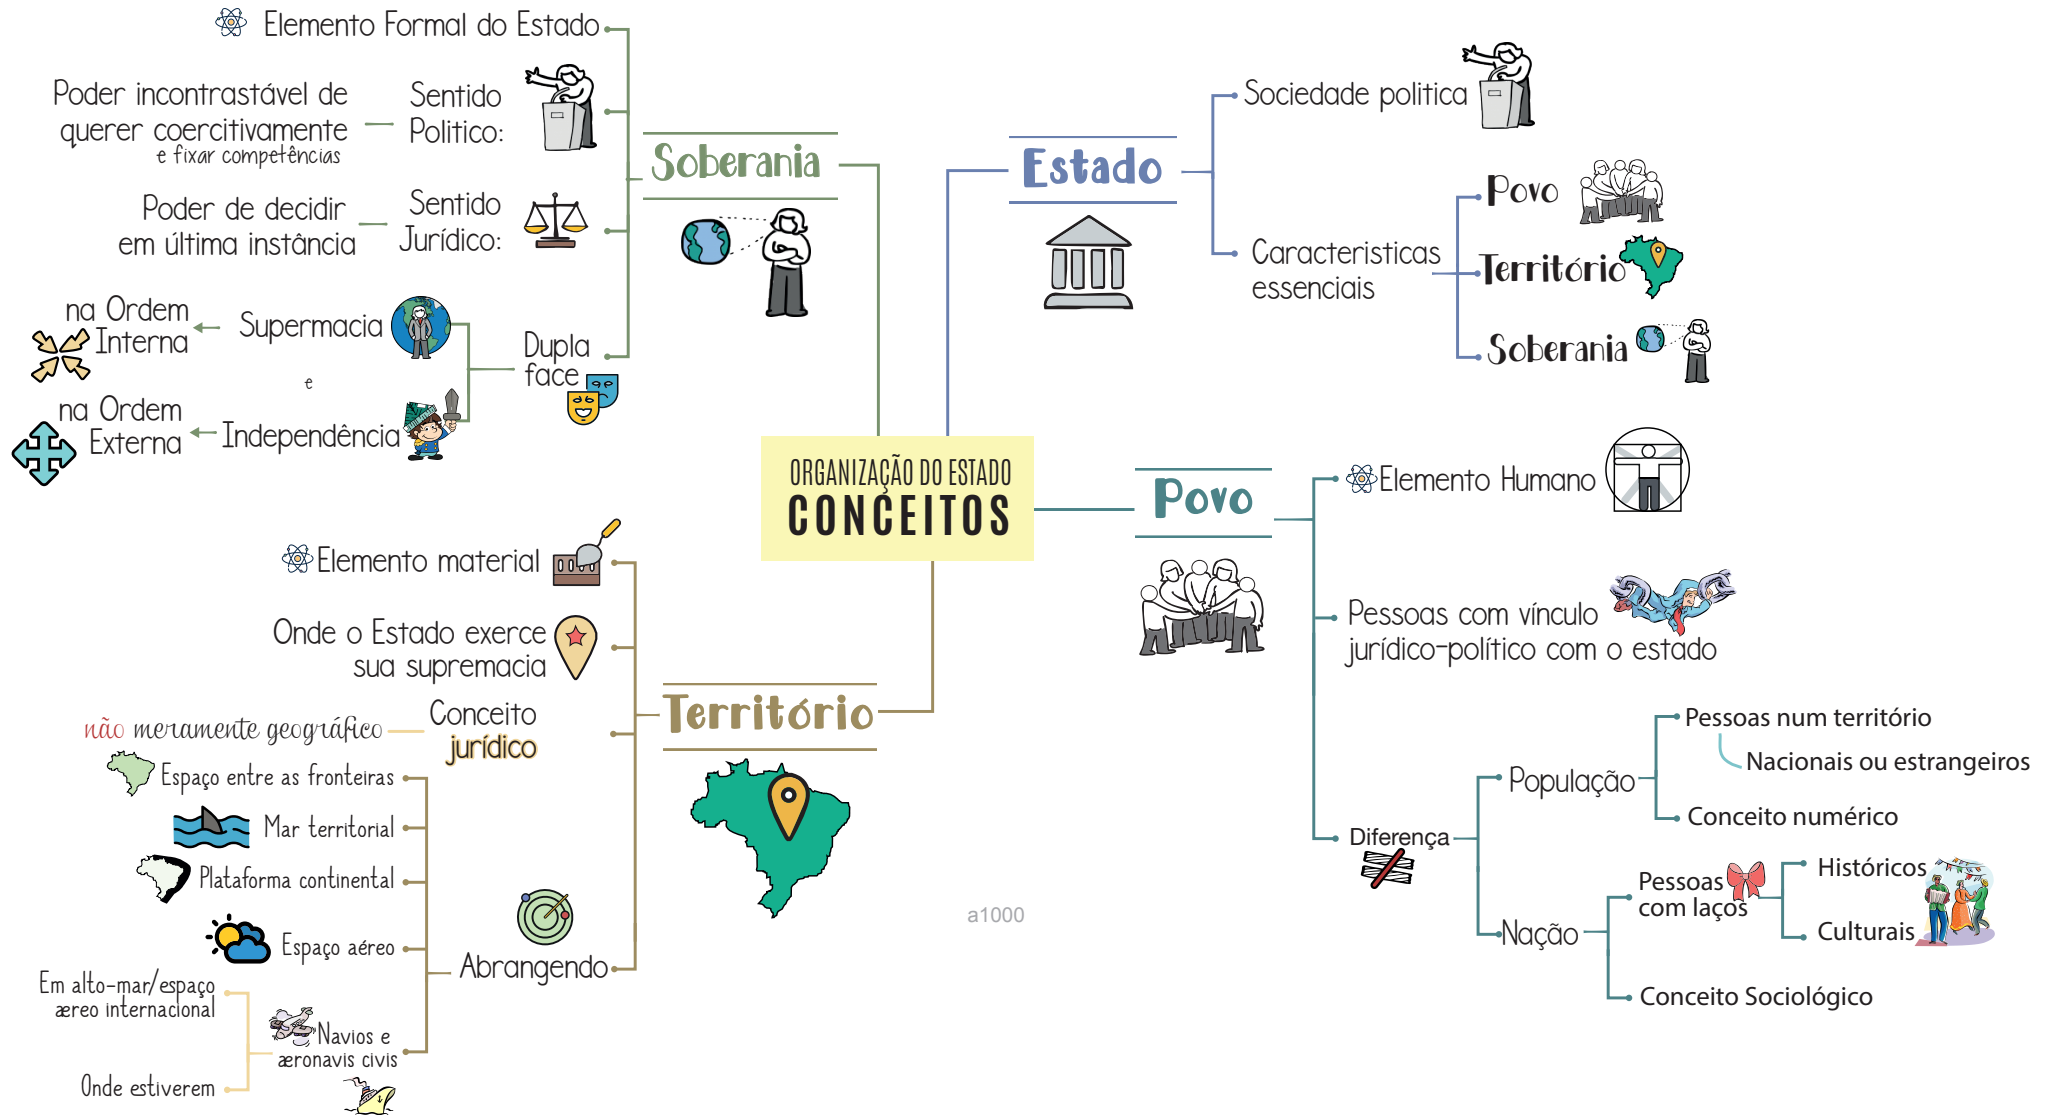 ORGANIZAÇÃO DO ESTADO
CONCEITOS
Soberania
Elemento Formal do Estado
Sentido
Politico:
Poder incontrastável de
querer coercitivamente
e fixar competências
Sentido
Jurídico:
Poder de decidir
em última instância
Dupla
face
Supermacia
na Ordem
Interna
e
Independência
na Ordem
Externa
Estado
Sociedade politica
Caracteristicas
essenciais
Povo
Território
Soberania
Povo
Elemento Humano
Pessoas com vínculo
jurídico-político com o estado
Diferença
População
Pessoas num território
Nacionais ou estrangeiros
Conceito numérico
Nação
Pessoas
com laços
Históricos
Culturais
Conceito Sociológico
Território
Elemento material
Onde o Estado exerce
sua supremacia
Conceito
jurídico
não meramente geográfico
Abrangendo
Espaço entre as fronteiras
Mar territorial
Plataforma continental
Espaço aéreo
Navios e
æronavis civis
Em alto-mar/espaço
æreo internacional
Onde estiverem
a1000